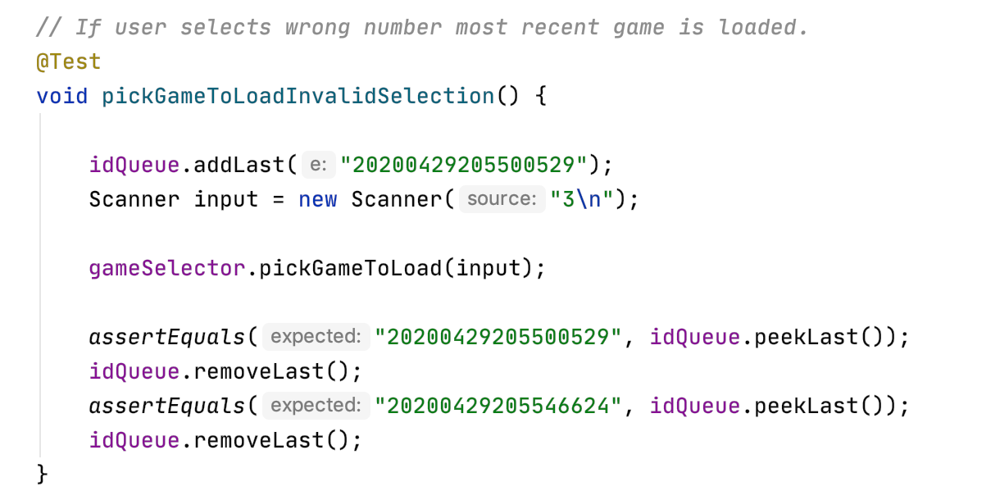 // If user selects wrong number most recent game is loaded.
@Test
void pickGameToLoadInvalidSelection() {
idQueue.addLast( e: "20200429205500529");
Scanner input = new Scanner( source: "3\n");
gameSelector.pickGameToLoad(input);
assertEquals( expected: "20200429205500529", idQueue.peekLast());
idQueue.removeLast();
assertEquals( expected: "20200429205546624", idQueue.peekLast());
idQueue.removeLast();
}